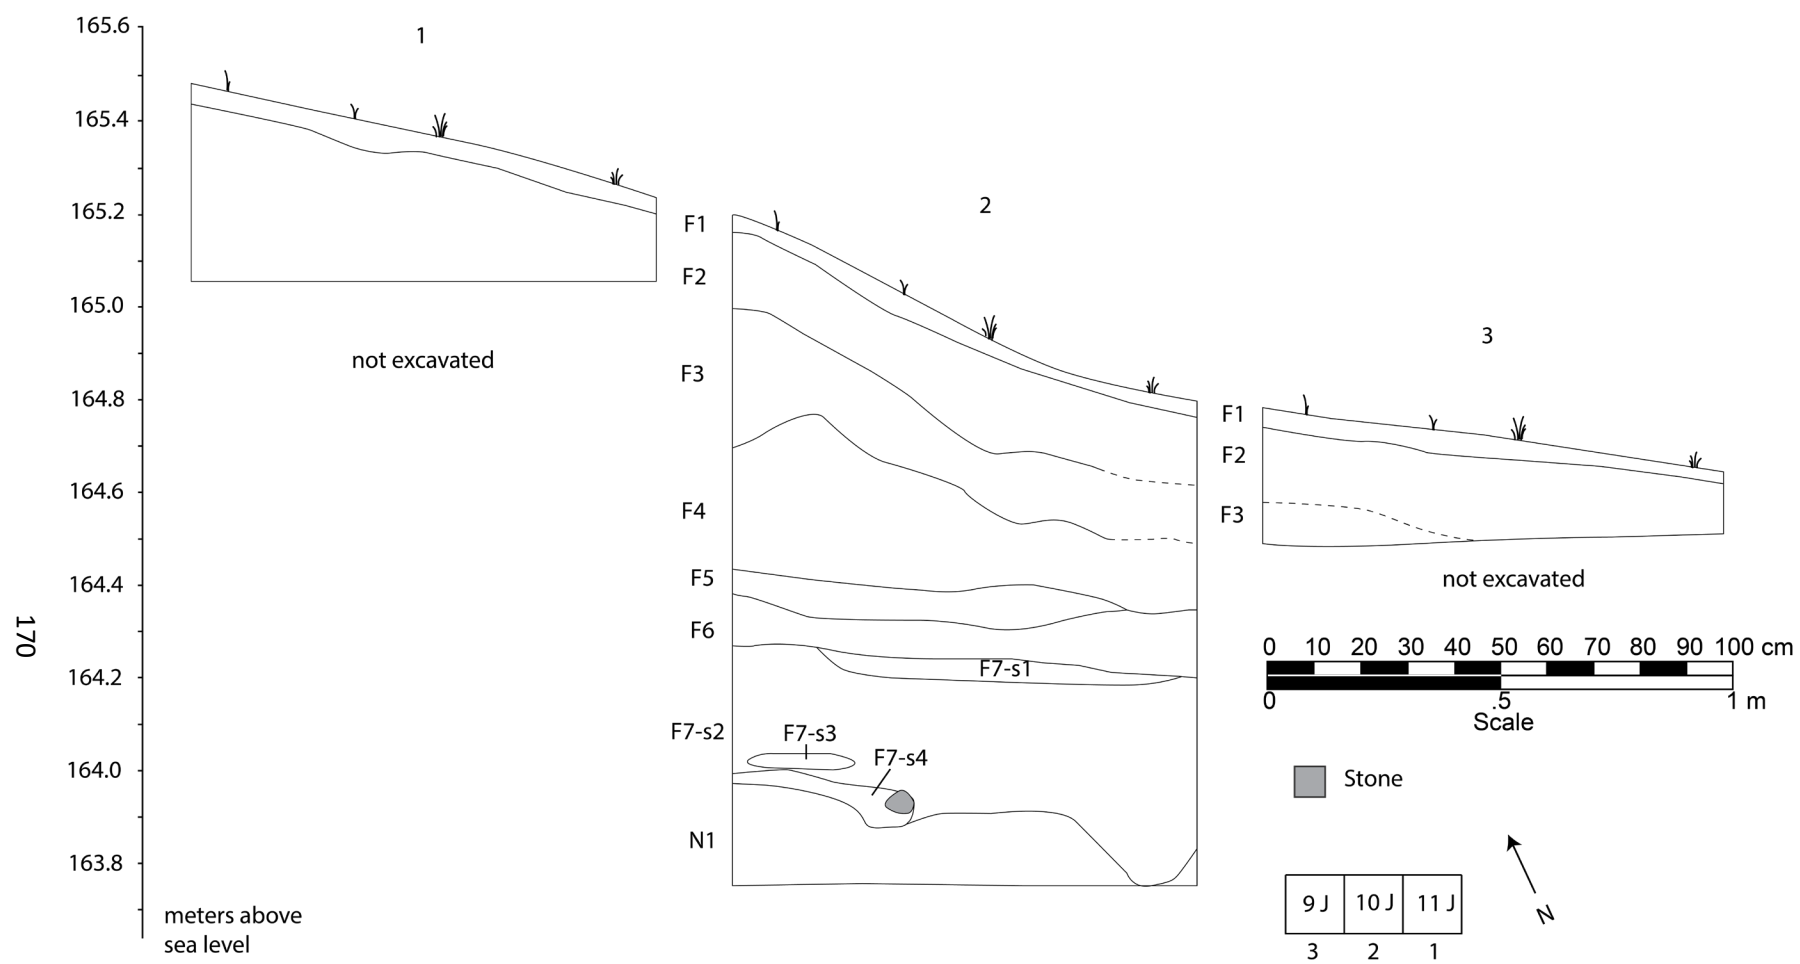 165.6
165.4
165.2
165.0
164.8
164.6
164.4
164.2
164.0
163.8
meters above
sea level
170
1
not excavated
2
F1
F2
F3
F4
F5
F6
F7-s1
F7-s2
F7-s3
F7-s4
N1
3
F1
F2
F3
not excavated
0 10 20 30 40 50 60 70 80 90 100 cm
0 .5 1 m
Scale
Stone
N
9 J 10 J 11 J
3 2 1